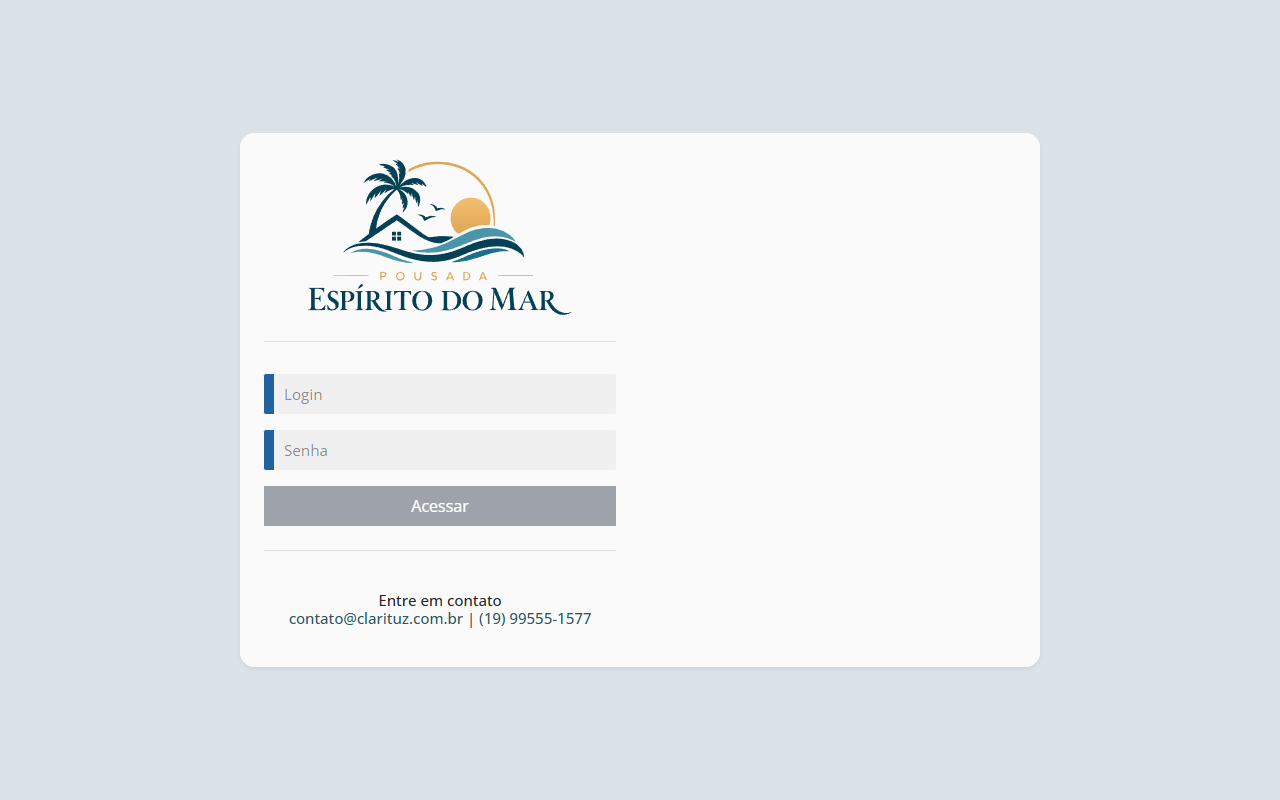 POUSADA
ESPÍRITO DO MAR
Login
Senha
Acessar
Entre em contato
contato@clarituz.com.br | (19) 99555-1577